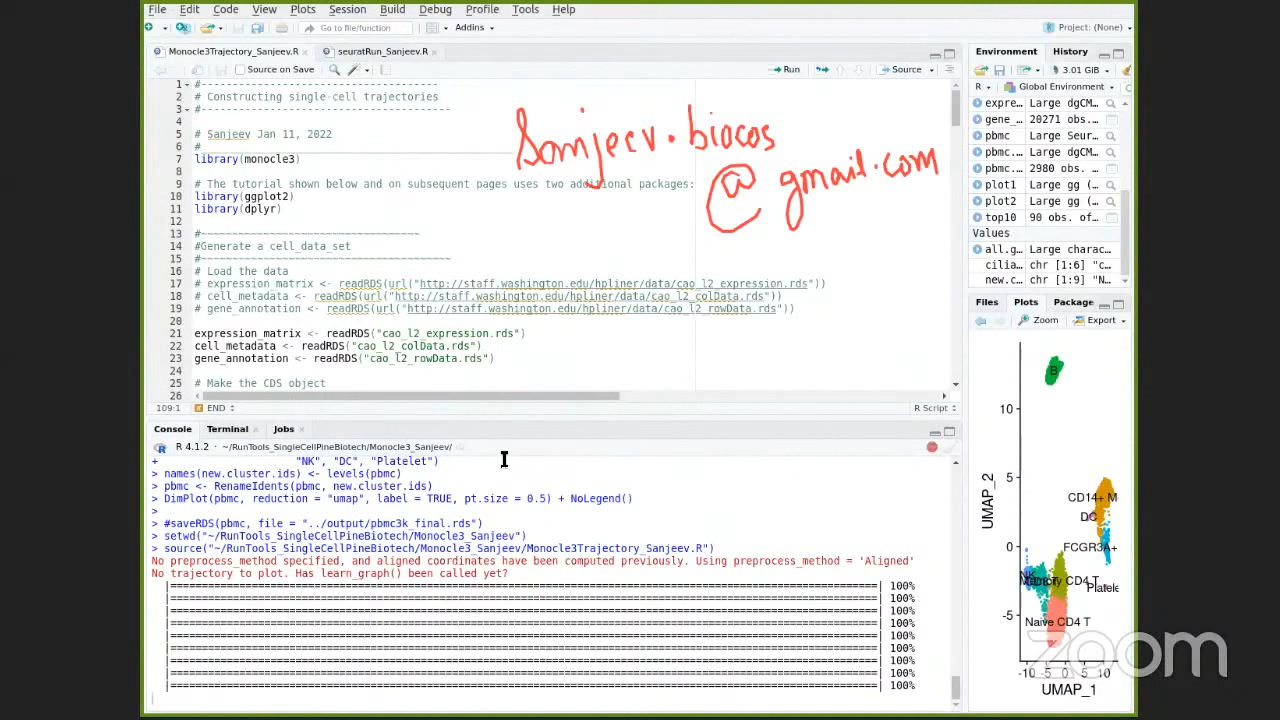 File Edit Code View Plots Session Build Debug Profile Tools Help
Go to file/function Addins Project: (None)
Monocle3Trajectory_Sanjeev.R seuratRun_Sanjeev.R
Source on Save Run Source
1 #-----------------------------------
2 # Constructing single-cell trajectories
3 #-------------------------------------
4
5 # Sanjeev Jan 11, 2022
6 #
7 library(monocle3)
8
9 # The tutorial shown below and on subsequent pages uses two additional packages:
10 library(ggplot2)
11 library(dplyr)
12
13 #~~~~~~~~~~~~~~~~~~~~~~~~~~~~~~~~
14 #Generate a cell_data_set
15 #~~~~~~~~~~~~~~~~~~~~~~~~~~~~~~~~~~~~~
16 # Load the data
17 # expression_matrix <- readRDS(url("http://staff.washington.edu/hpliner/data/cao_l2_expression.rds"))
18 # cell_metadata <- readRDS(url("http://staff.washington.edu/hpliner/data/cao_l2_colData.rds"))
19 # gene_annotation <- readRDS(url("http://staff.washington.edu/hpliner/data/cao_l2_rowData.rds"))
20
21 expression_matrix <- readRDS("cao_l2_expression.rds")
22 cell_metadata <- readRDS("cao_l2_colData.rds")
23 gene_annotation <- readRDS("cao_l2_rowData.rds")
24
25 # Make the CDS object
26
Sanjeev.biocos
@gmail.com
109:1 END R Script
Console Terminal Jobs
R 4.1.2 · ~/RunTools_SingleCellPineBiotech/Monocle3_Sanjeev/
+ "NK", "DC", "Platelet")
> names(new.cluster.ids) <- levels(pbmc)
> pbmc <- RenameIdents(pbmc, new.cluster.ids)
> DimPlot(pbmc, reduction = "umap", label = TRUE, pt.size = 0.5) + NoLegend()
>
> #saveRDS(pbmc, file = "../output/pbmc3k_final.rds")
> setwd("~/RunTools_SingleCellPineBiotech/Monocle3_Sanjeev")
> source("~/RunTools_SingleCellPineBiotech/Monocle3_Sanjeev/Monocle3Trajectory_Sanjeev.R")
No preprocess_method specified, and aligned coordinates have been computed previously. Using preprocess_method = 'Aligned'
No trajectory to plot. Has learn_graph() been called yet?
100%
100%
100%
100%
100%
100%
100%
100%
100%
Environment History
3.01 GiB
R Global Environment
expre… Large dgCM…
gene_… 20271 obs.…
pbmc Large Seur…
pbmc.… Large dgCM…
pbmc.… 2980 obs. …
plot1 Large gg (…
plot2 Large gg (…
top10 90 obs. of…
Values
all.g… Large charac…
cilia… chr [1:6] "c…
new.c… chr [1:9] "N…
Files Plots Package
Zoom Export
UMAP_2
10
5
0
-5
B
CD14+ M
DC
FCGR3A+
Platele
Naive CD4 T
-10 -5 0 5 10
UMAP_1
zoom